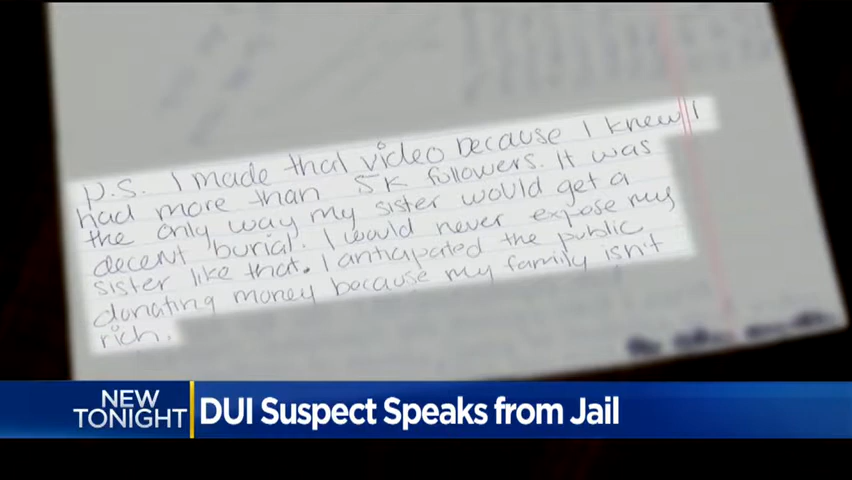 p.s. I made that video because I knew I
had more than 5K followers. It was
the only way my sister would get a
decent burial. I would never expose my
sister like that. I anticapated the public
donating money because my family isn't
rich.
NEW TONIGHT
DUI Suspect Speaks from Jail